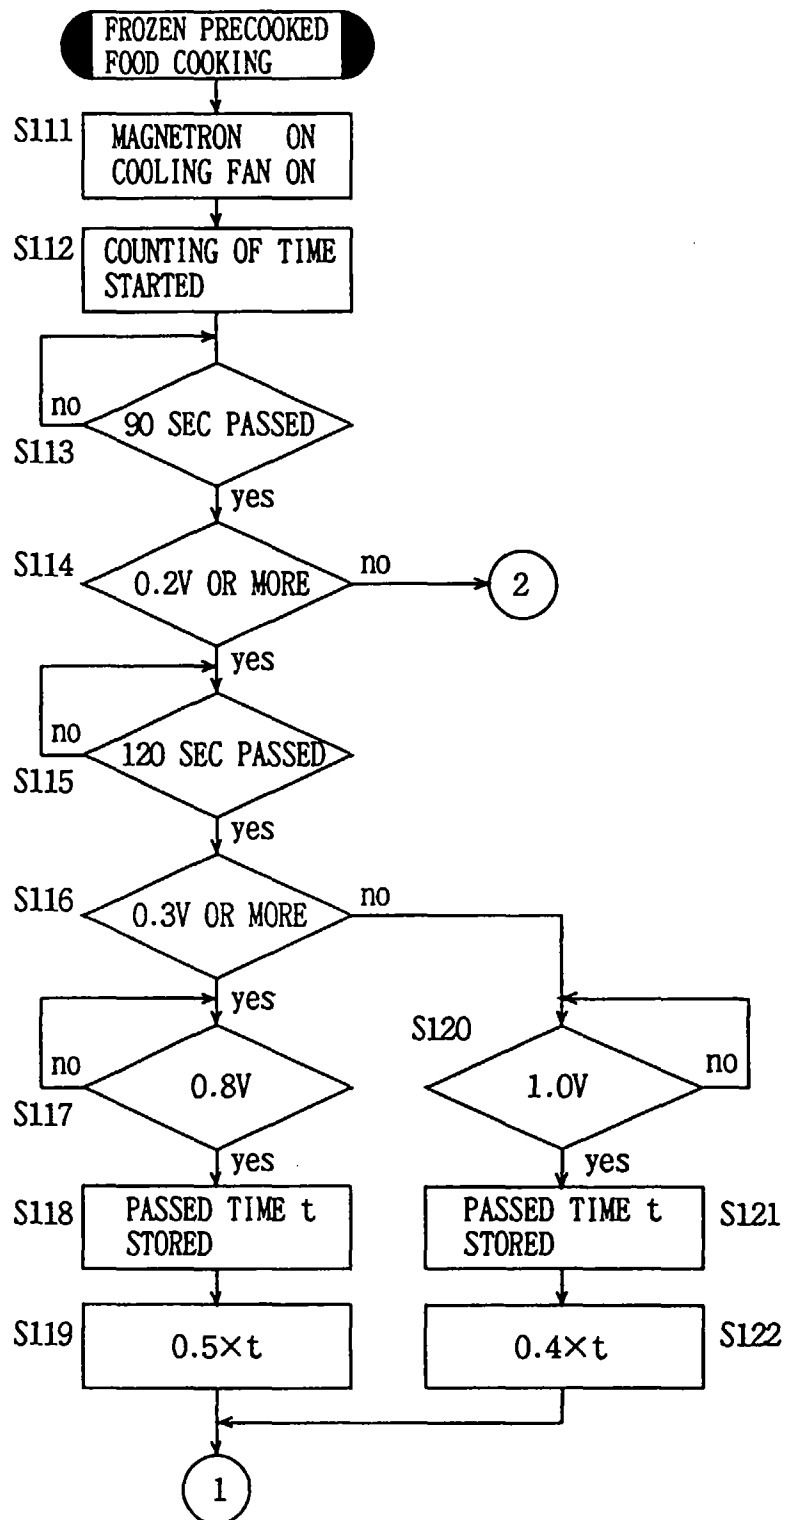 FROZEN PRECOOKED
FOOD COOKING
S111
MAGNETRON ON
COOLING FAN ON
S112
COUNTING OF TIME
STARTED
no
90 SEC PASSED
S113
yes
S114
0.2V OR MORE
no
2
yes
no
120 SEC PASSED
S115
yes
S116
0.3V OR MORE
no
yes
no
0.8V
S117
yes
S120
1.0V
no
yes
S118
PASSED TIME t
STORED
PASSED TIME t
STORED
S121
S119
0.5×t
0.4×t
S122
1